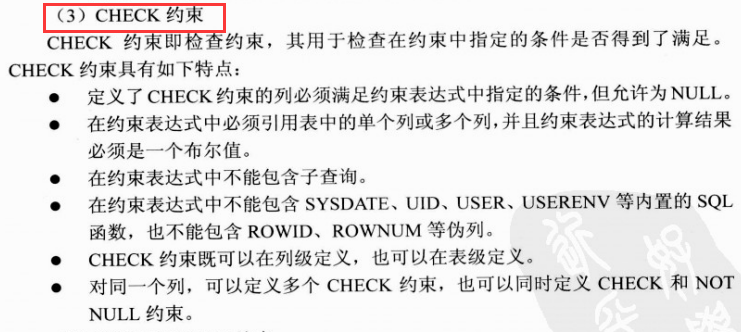 （3）CHECK 约束
CHECK 约束即检查约束，其用于检查在约束中指定的条件是否得到了满足。
CHECK 约束具有如下特点：
● 定义了 CHECK 约束的列必须满足约束表达式中指定的条件，但允许为 NULL。
● 在约束表达式中必须引用表中的单个列或多个列，并且约束表达式的计算结果
必须是一个布尔值。
● 在约束表达式中不能包含子查询。
● 在约束表达式中不能包含 SYSDATE、UID、USER、USERENV 等内置的 SQL
函数，也不能包含 ROWID、ROWNUM 等伪列。
● CHECK 约束既可以在列级定义，也可以在表级定义。
● 对同一个列，可以定义多个 CHECK 约束，也可以同时定义 CHECK 和 NOT
NULL 约束。